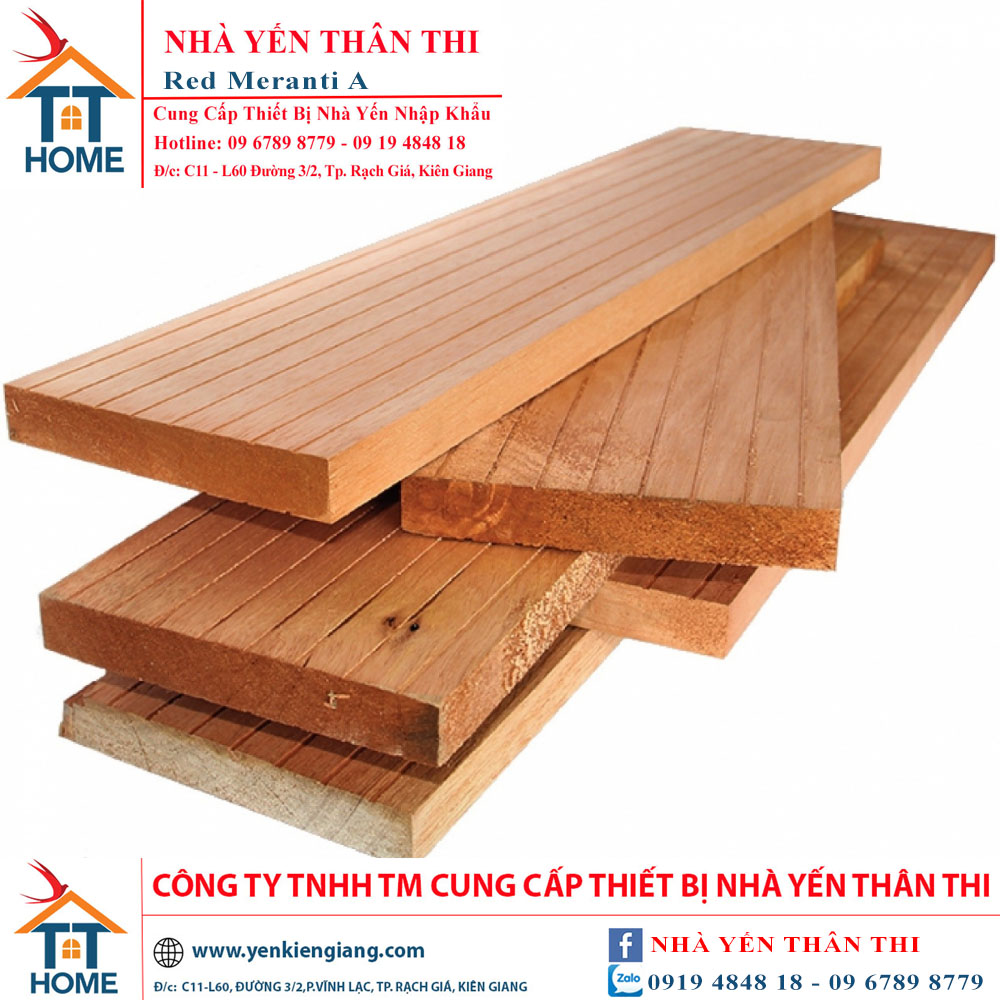 NHÀ YẾN THÂN THI
Red Meranti A
TT
HOME
Cung Cấp Thiết Bị Nhà Yến Nhập Khẩu
Hotline: 09 6789 8779 - 09 19 4848 18
Đ/c: C11 - L60 Đường 3/2, Tp. Rạch Giá, Kiên Giang
CÔNG TY TNHH TM CUNG CẤP THIẾT BỊ NHÀ YẾN THÂN THI
TT
HOME
www.yenkiengiang.com
Đ/c: C11-L60, ĐƯỜNG 3/2,P.VĨNH LẠC, TP. RẠCH GIÁ, KIÊN GIANG
f NHÀ YẾN THÂN THI
Zalo 0919 4848 18 - 09 6789 8779